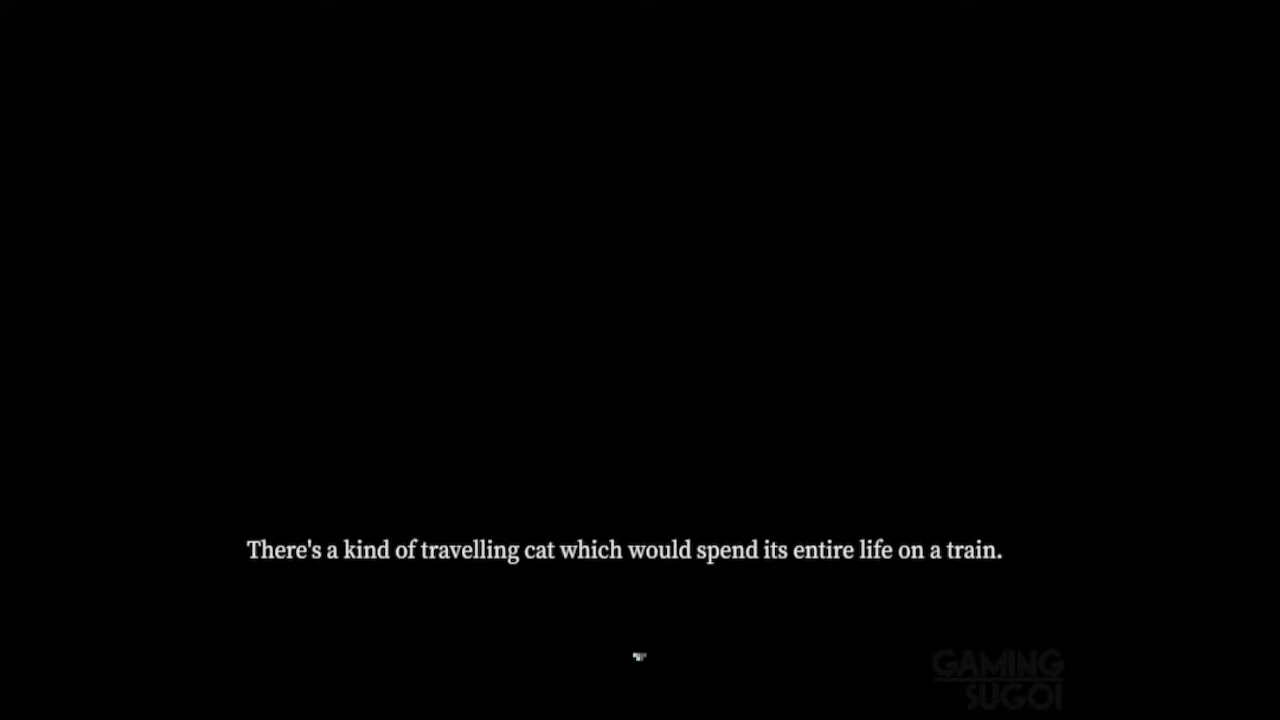 There's a kind of travelling cat which would spend its entire life on a train.
GAMING
SUGOI